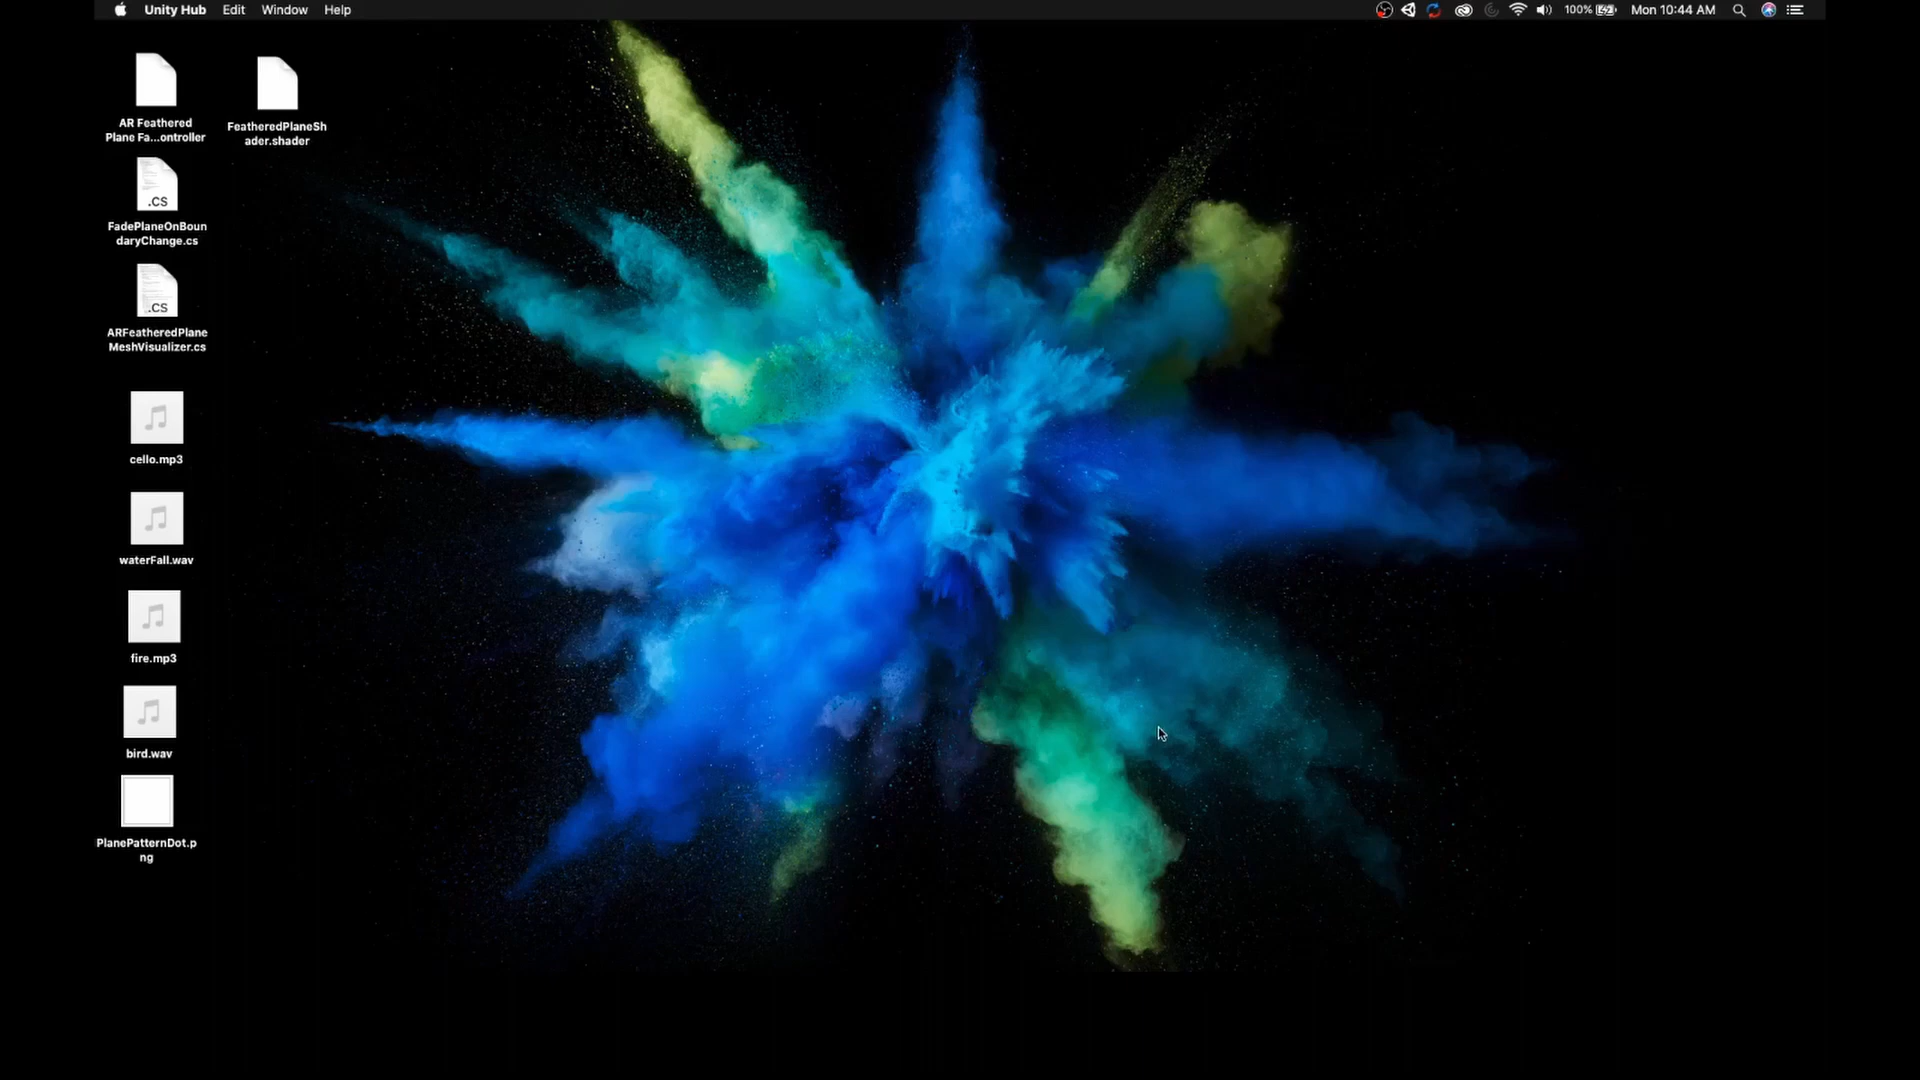 Unity Hub Edit Window Help 100% Mon 10:44 AM
AR Feathered
Plane Fa...ontroller
FeatheredPlaneSh
ader.shader
.CS
FadePlaneOnBoun
daryChange.cs
.CS
ARFeatheredPlane
MeshVisualizer.cs
cello.mp3
waterFall.wav
fire.mp3
bird.wav
PlanePatternDot.p
ng